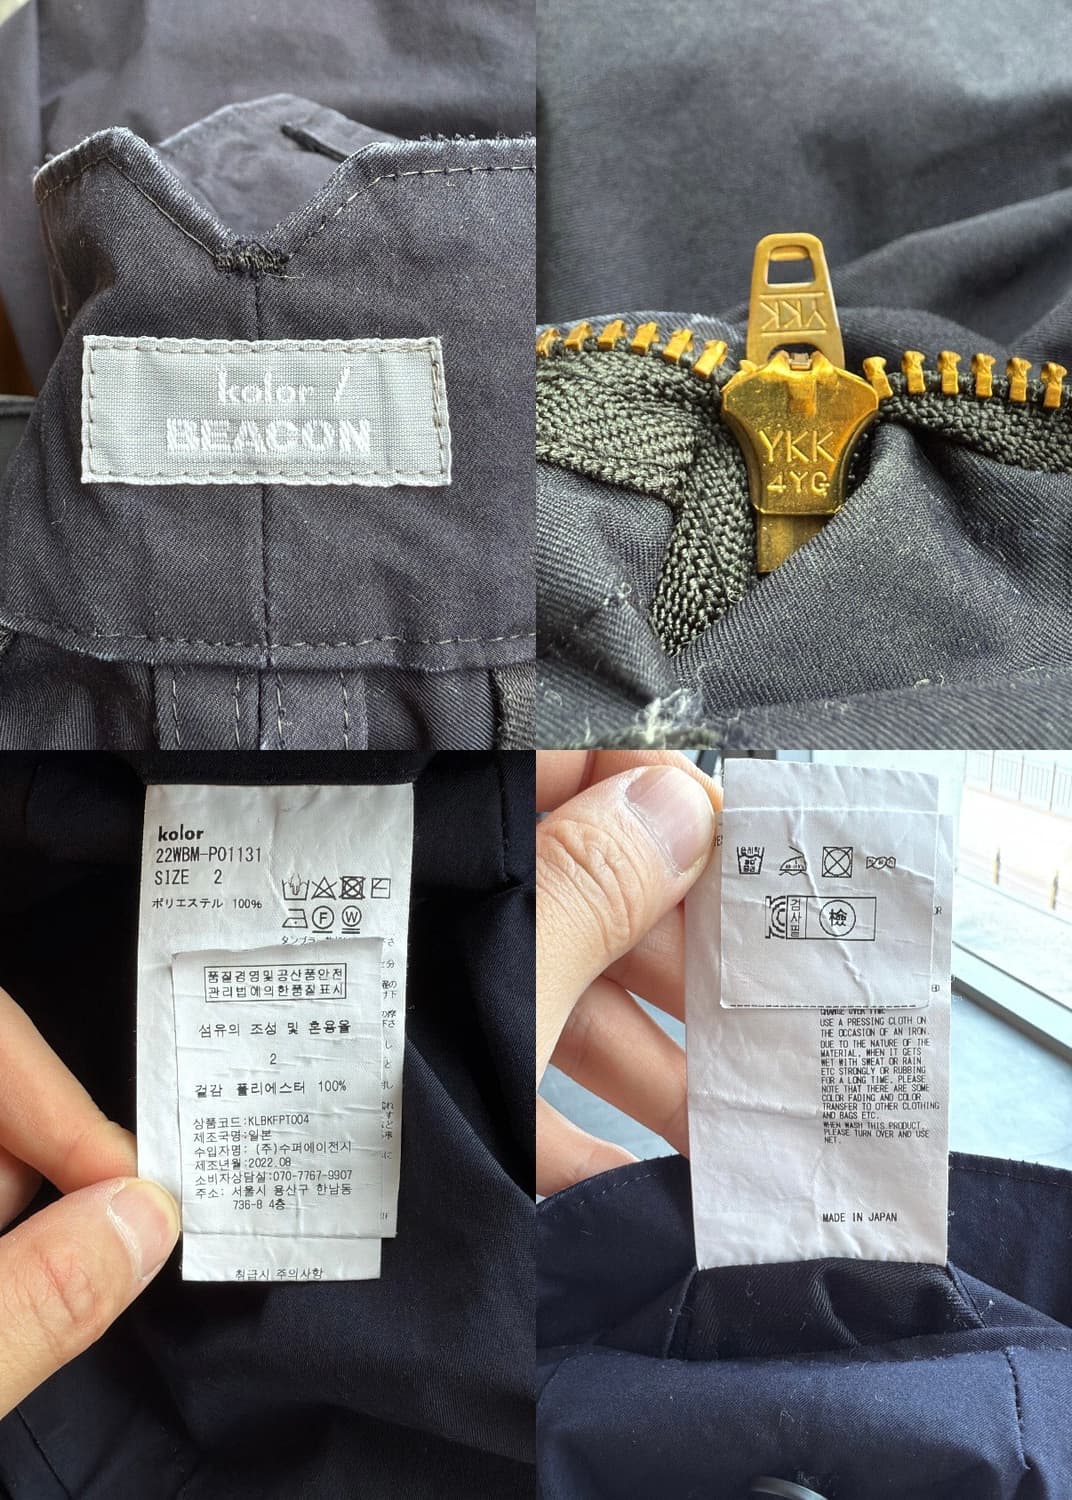 kolor /
BEACON
YKK
YKK
4YG
kolor
22WBM-P01131
SIZE 2
ポリエステル 100%
F
W
품질경영및공산품안전
관리법에의한품질표시
섬유의 조성 및 혼용율
2
겉감 폴리에스터 100%
상품코드:KLBKFPT004
제조국명:일본
수입자명: (주)수퍼에이전시
제조년월:2022.08
소비자상담실:070-7767-9907
주소: 서울시 용산구 한남동
736-8 4층
취급시 주의사항
검사필
檢
CHANGE OVER TIME
USE A PRESSING CLOTH ON
THE OCCASION OF AN IRON.
DUE TO THE NATURE OF THE
MATERIAL, WHEN IT GETS
WET WITH SWEAT OR RAIN
ETC STRONGLY OR RUBBING
FOR A LONG TIME, PLEASE
NOTE THAT THERE ARE SOME
COLOR FADING AND COLOR
TRANSFER TO OTHER CLOTHING
AND BAGS ETC.
WHEN WASH THIS PRODUCT,
PLEASE TURN OVER AND USE
NET.
MADE IN JAPAN